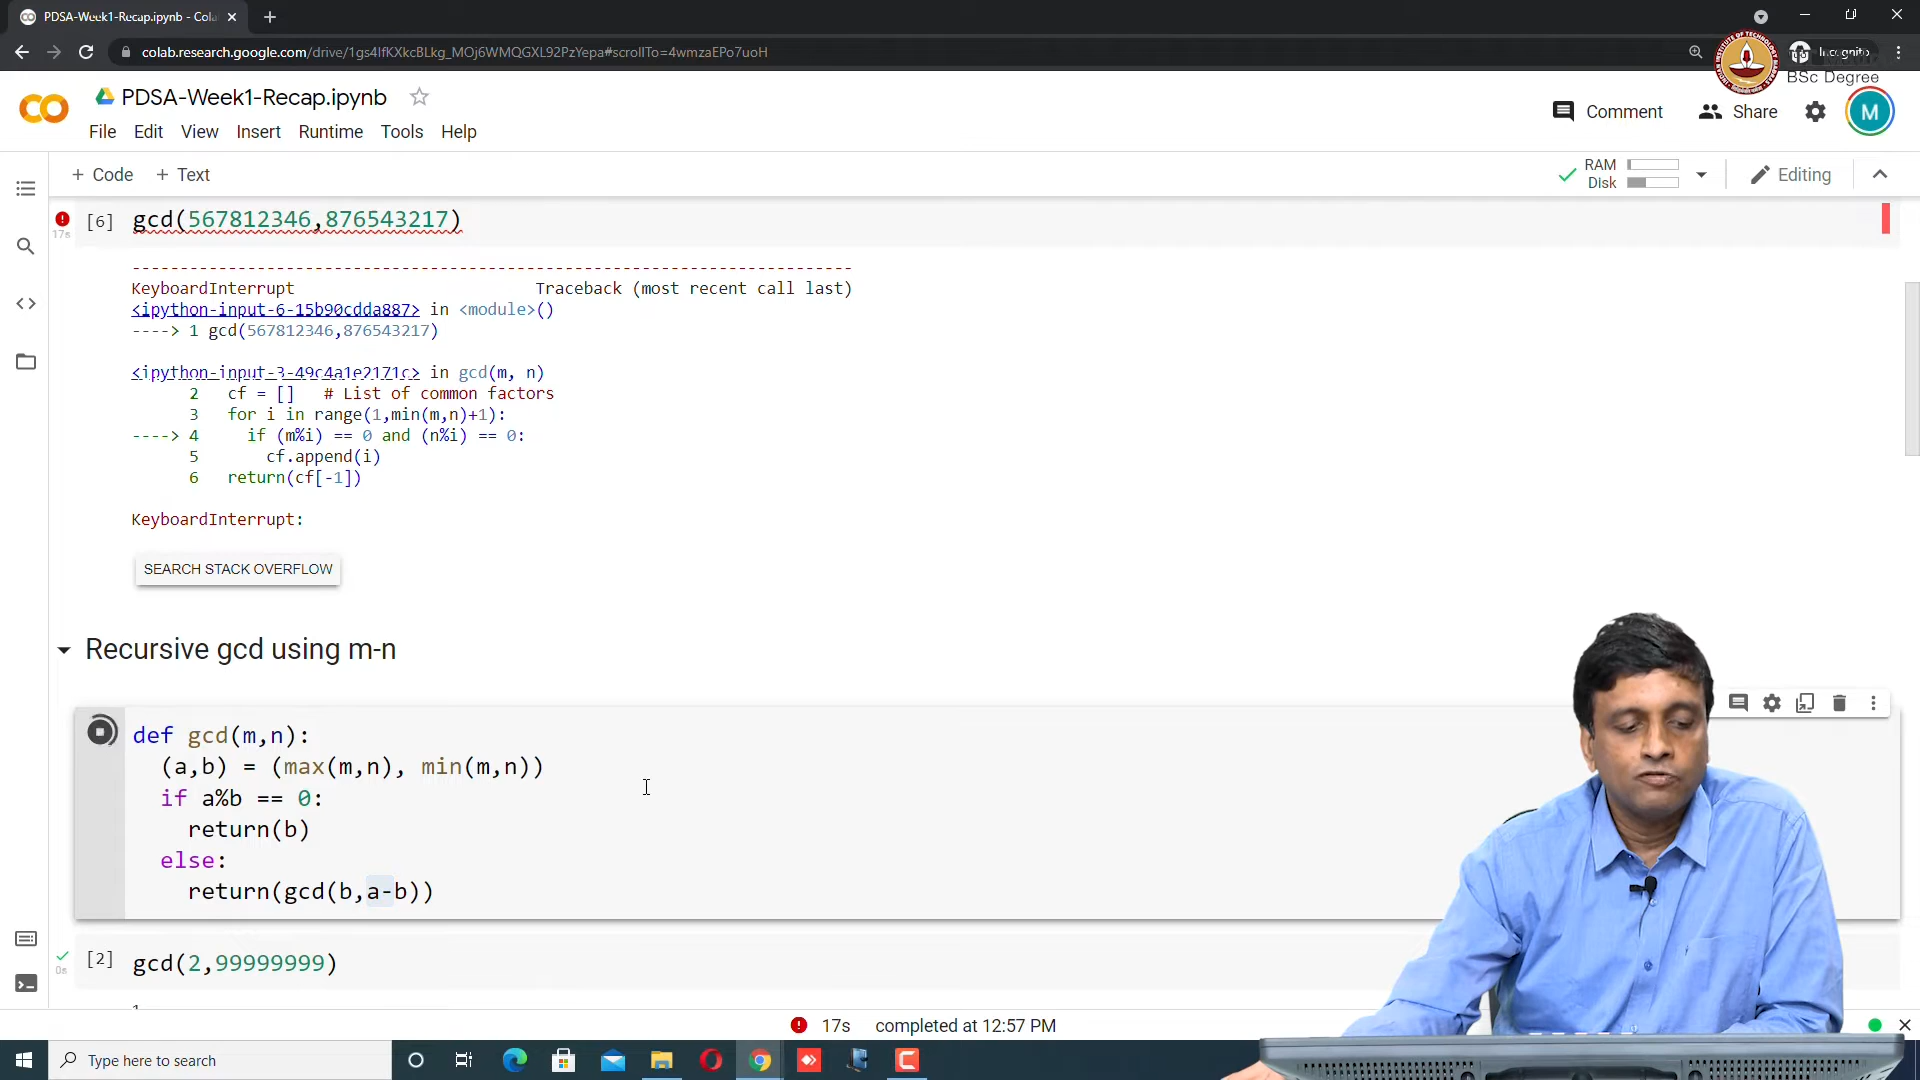 PDSA-Week1-Recap.ipynb - Cola
colab.research.google.com/drive/1gs4IfKXkcBLkg_MOj6WMQGXL92PzYepa#scrollTo=4wmzaEPo7uoH
Incognito
BSc Degree
PDSA-Week1-Recap.ipynb
File Edit View Insert Runtime Tools Help
Comment
Share
M
+ Code + Text
RAM
Disk
Editing
[6] gcd(567812346,876543217)
17s
---------------------------------------------------------------------------
KeyboardInterrupt                         Traceback (most recent call last)
<ipython-input-6-15b90cdda887> in <module>()
----> 1 gcd(567812346,876543217)
<ipython-input-3-49c4a1e2171c> in gcd(m, n)
2 cf = [] # List of common factors
3 for i in range(1,min(m,n)+1):
----> 4 if (m%i) == 0 and (n%i) == 0:
5 cf.append(i)
6 return(cf[-1])
KeyboardInterrupt:
SEARCH STACK OVERFLOW
Recursive gcd using m-n
def gcd(m,n):
(a,b) = (max(m,n), min(m,n))
if a%b == 0:
return(b)
else:
return(gcd(b,a-b))
[2] gcd(2,99999999)
0s
17s completed at 12:57 PM
Type here to search